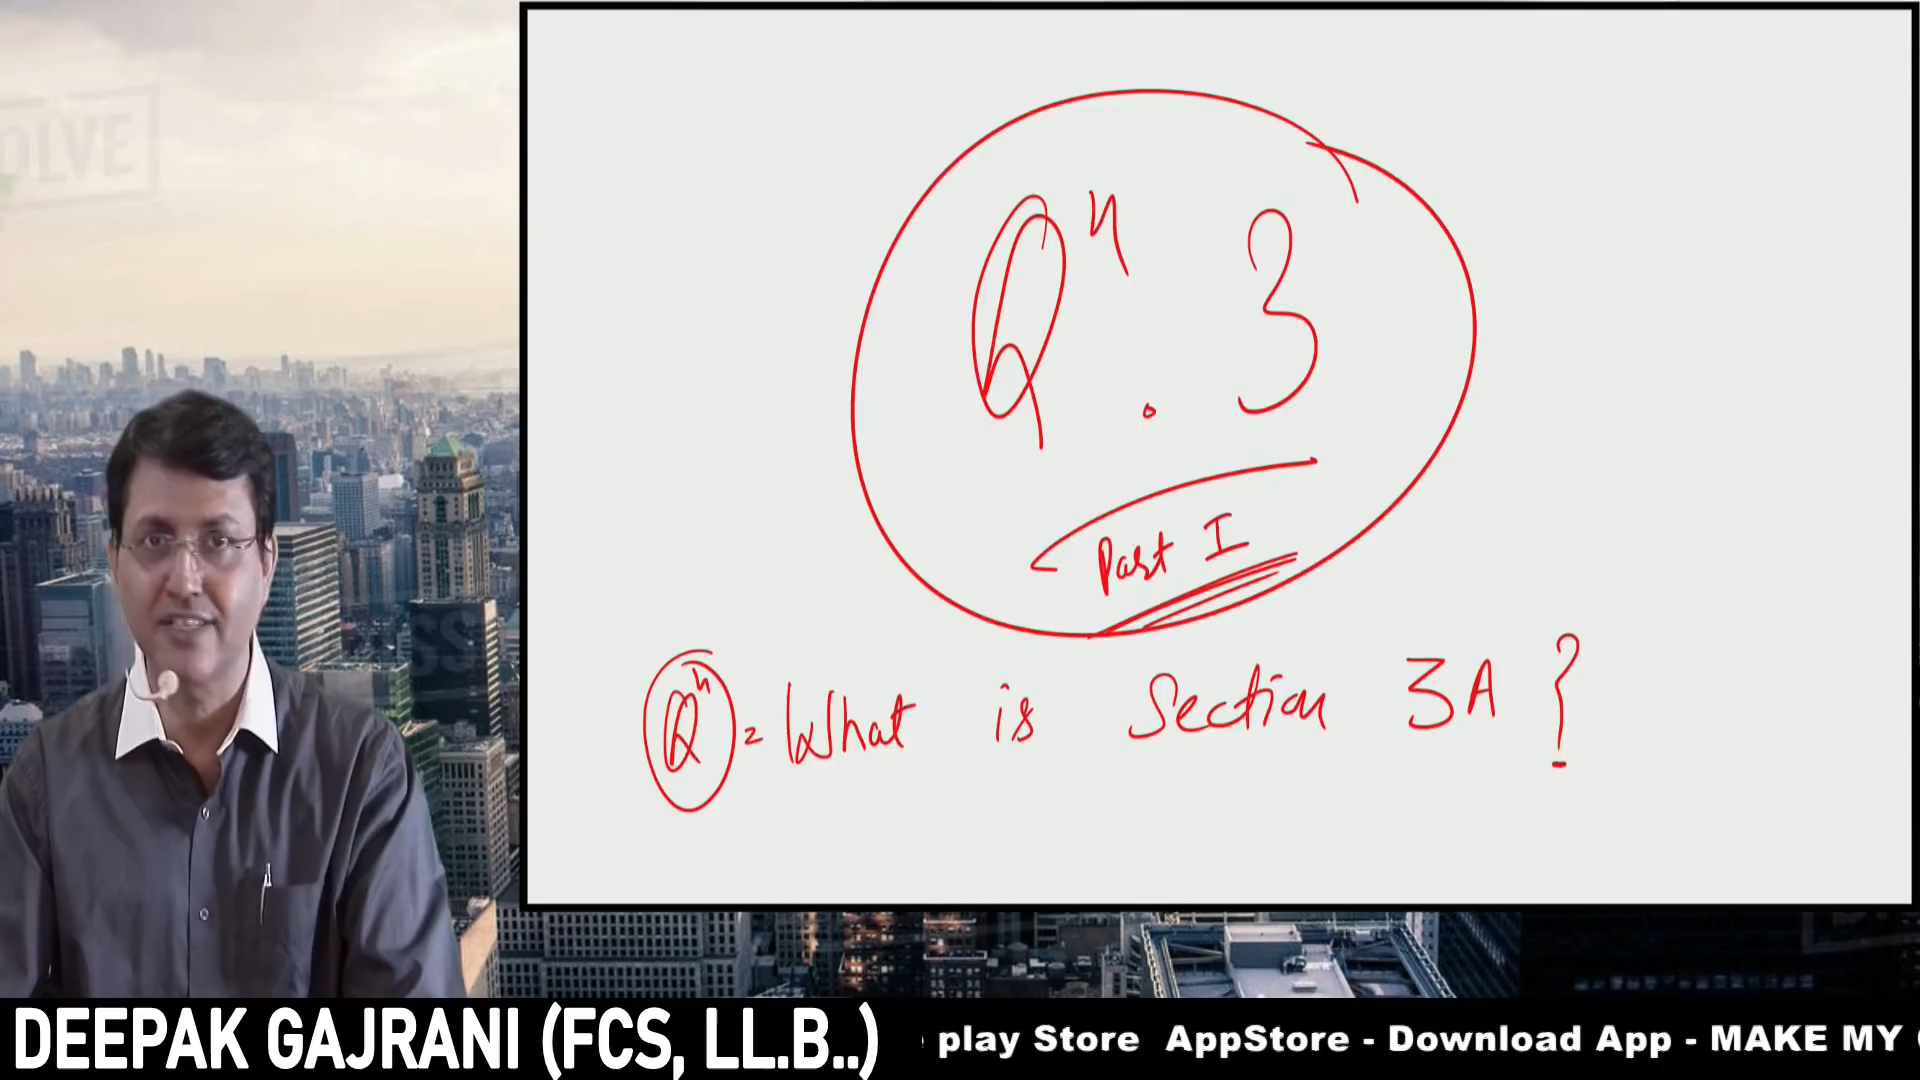 OLVE
Qn. 3
Part I
Qn = What is Section 3A ?
DEEPAK GAJRANI (FCS, LL.B..)
play Store AppStore - Download App - MAKE MY